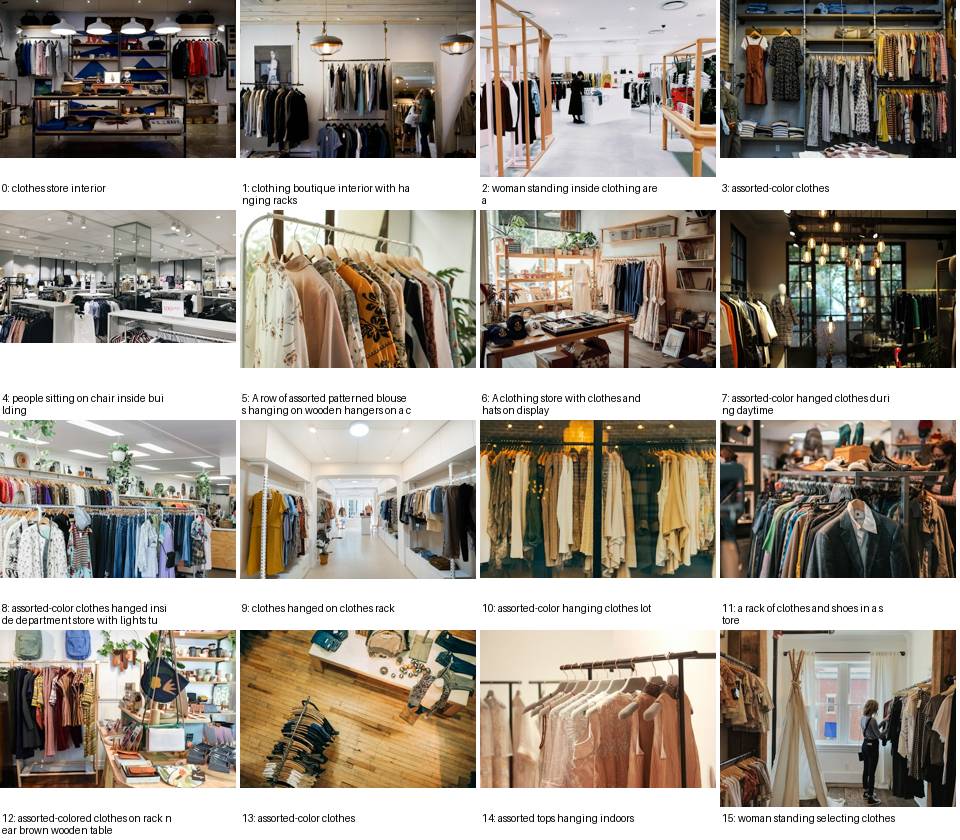 0: clothes store interior
1: clothing boutique interior with ha
nging racks
2: woman standing inside clothing are
a
3: assorted-color clothes
4: people sitting on chair inside bui
lding
5: A row of assorted patterned blouse
s hanging on wooden hangers on a c
6: A clothing store with clothes and
hats on display
7: assorted-color hanged clothes duri
ng daytime
8: assorted-color clothes hanged insi
de department store with lights tu
9: clothes hanged on clothes rack
10: assorted-color hanging clothes lot
11: a rack of clothes and shoes in a s
tore
12: assorted-colored clothes on rack n
ear brown wooden table
13: assorted-color clothes
14: assorted tops hanging indoors
15: woman standing selecting clothes